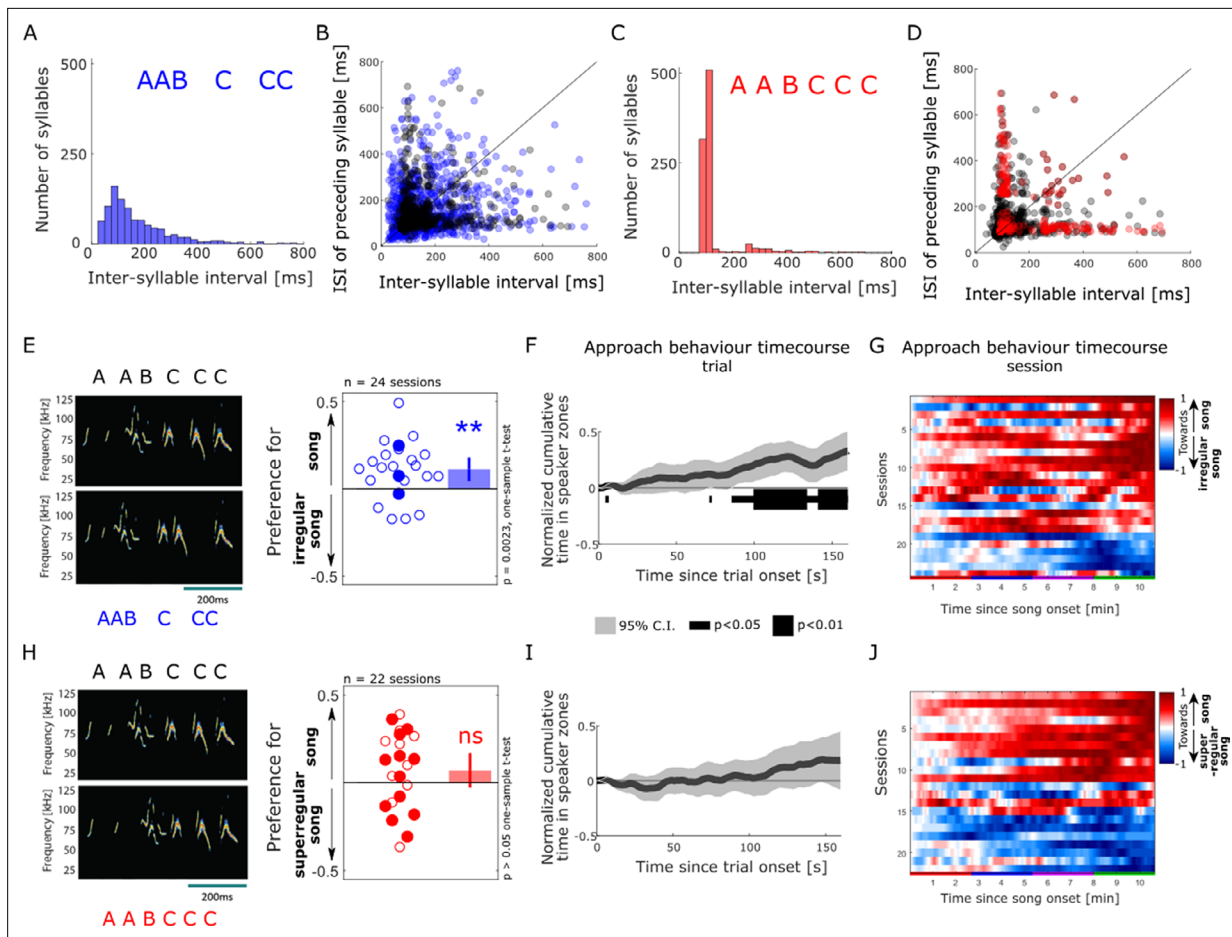 A
500
250
0
Number of syllables
AAB C CC
0 200 400 600 800
Inter-syllable interval [ms]
B
800
600
400
200
0
ISI of preceding syllable [ms]
0 200 400 600 800
Inter-syllable interval [ms]
C
500
250
0
Number of syllables
A A B C C C
0 200 400 600 800
Inter-syllable interval [ms]
D
800
600
400
200
0
ISI of preceding syllable [ms]
0 200 400 600 800
Inter-syllable interval [ms]
E
A A B C C C
Frequency [kHz]
125
100
75
50
25
Frequency [kHz]
125
100
75
50
25
200ms
AAB C CC
n = 24 sessions
0.5
-0.5
Preference for
song
irregular
song
**
p = 0.0023, one-sample t-test
F
Approach behaviour timecourse
trial
Normalized cumulative
time in speaker zones
0.5
0
-0.5
0 50 100 150
Time since trial onset [s]
95% C.I. p<0.05 p<0.01
G
Approach behaviour timecourse
session
Sessions
5
10
15
20
1 2 3 4 5 6 7 8 9 10
Time since song onset [min]
1
-1
Towards
song
irregular
song
H
A A B C C C
Frequency [kHz]
125
100
75
50
25
Frequency [kHz]
125
100
75
50
25
200ms
A A B C C C
n = 22 sessions
0.5
-0.5
Preference for
song
superregular
song
ns
p > 0.05 one-sample t-test
I
Normalized cumulative
time in speaker zones
0.5
0
-0.5
0 50 100 150
Time since trial onset [s]
J
Sessions
5
10
15
20
1 2 3 4 5 6 7 8 9 10
Time since song onset [min]
1
-1
Towards
song
super
-regular
song